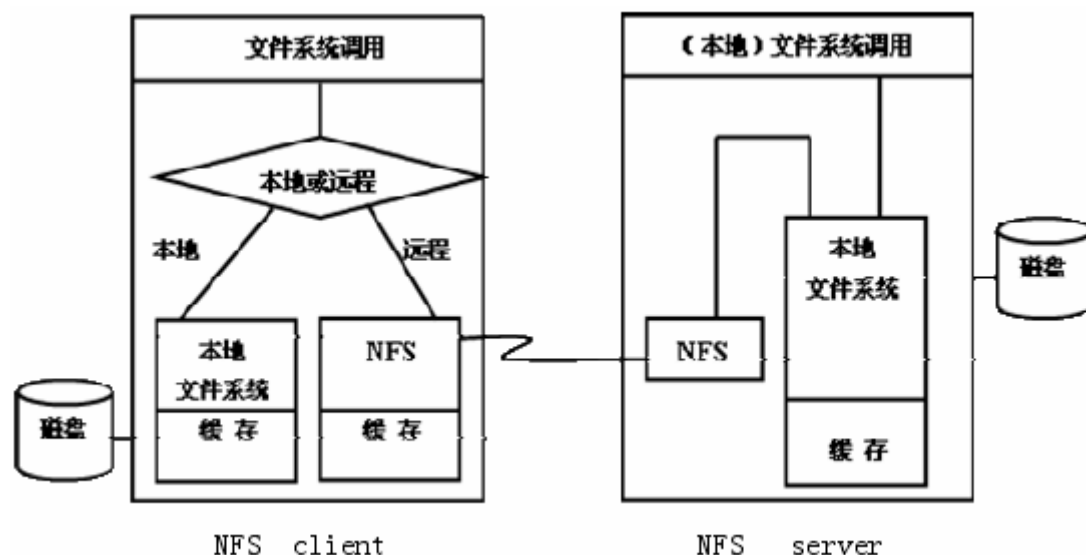 文件系统调用
(本地)文件系统调用
本地或远程
本地
远程
本地
文件系统
缓 存
NFS
缓 存
磁盘
NFS
本地
文件系统
缓 存
磁盘
NFS client
NFS server